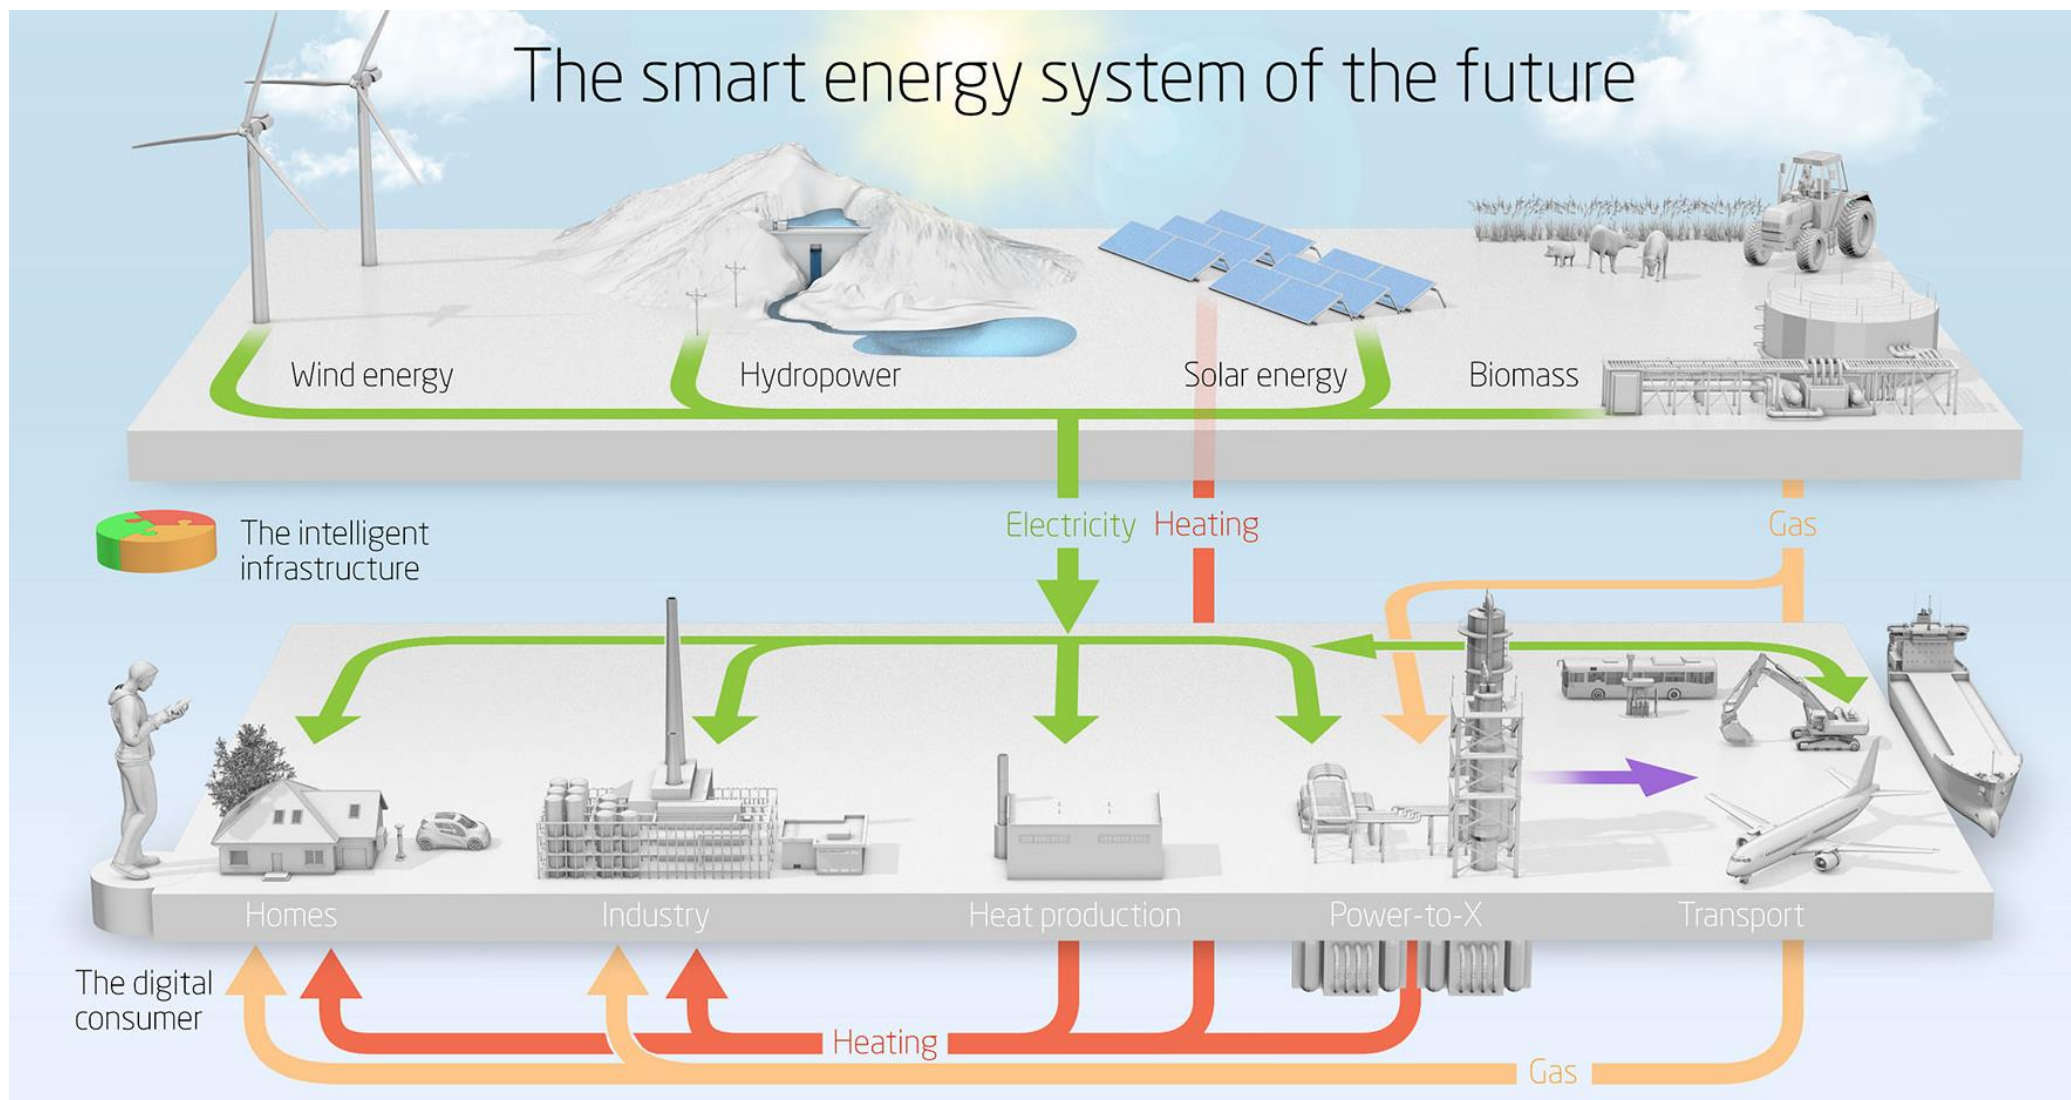 The smart energy system of the future
Wind energy
Hydropower
Solar energy
Biomass
The intelligent
infrastructure
Electricity
Heating
Gas
Homes
Industry
Heat production
Power-to-X
Transport
The digital
consumer
Heating
Gas